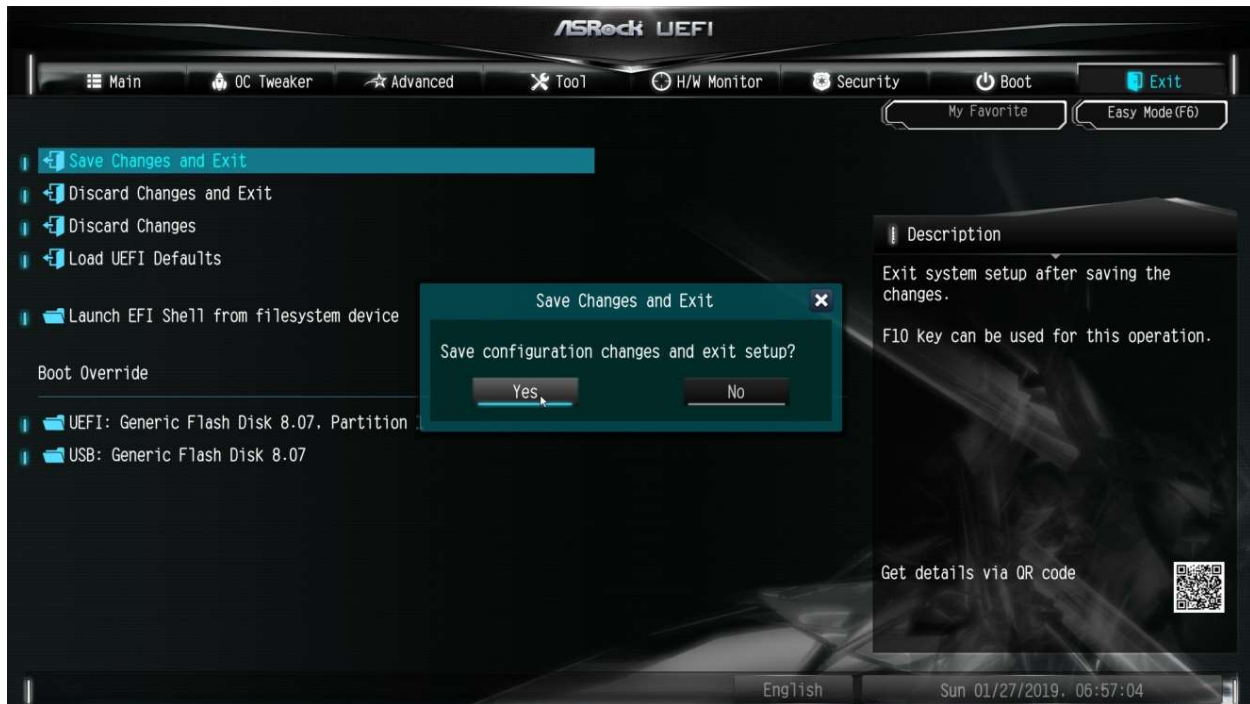 ASRock UEFI
Main
OC Tweaker
Advanced
Tool
H/W Monitor
Security
Boot
Exit
My Favorite
Easy Mode(F6)
Save Changes and Exit
Discard Changes and Exit
Discard Changes
Load UEFI Defaults
Launch EFI Shell from filesystem device
Boot Override
UEFI: Generic Flash Disk 8.07, Partition
USB: Generic Flash Disk 8.07
Save Changes and Exit
Save configuration changes and exit setup?
Yes
No
Description
Exit system setup after saving the
changes.
F10 key can be used for this operation.
Get details via QR code
English
Sun 01/27/2019, 06:57:04